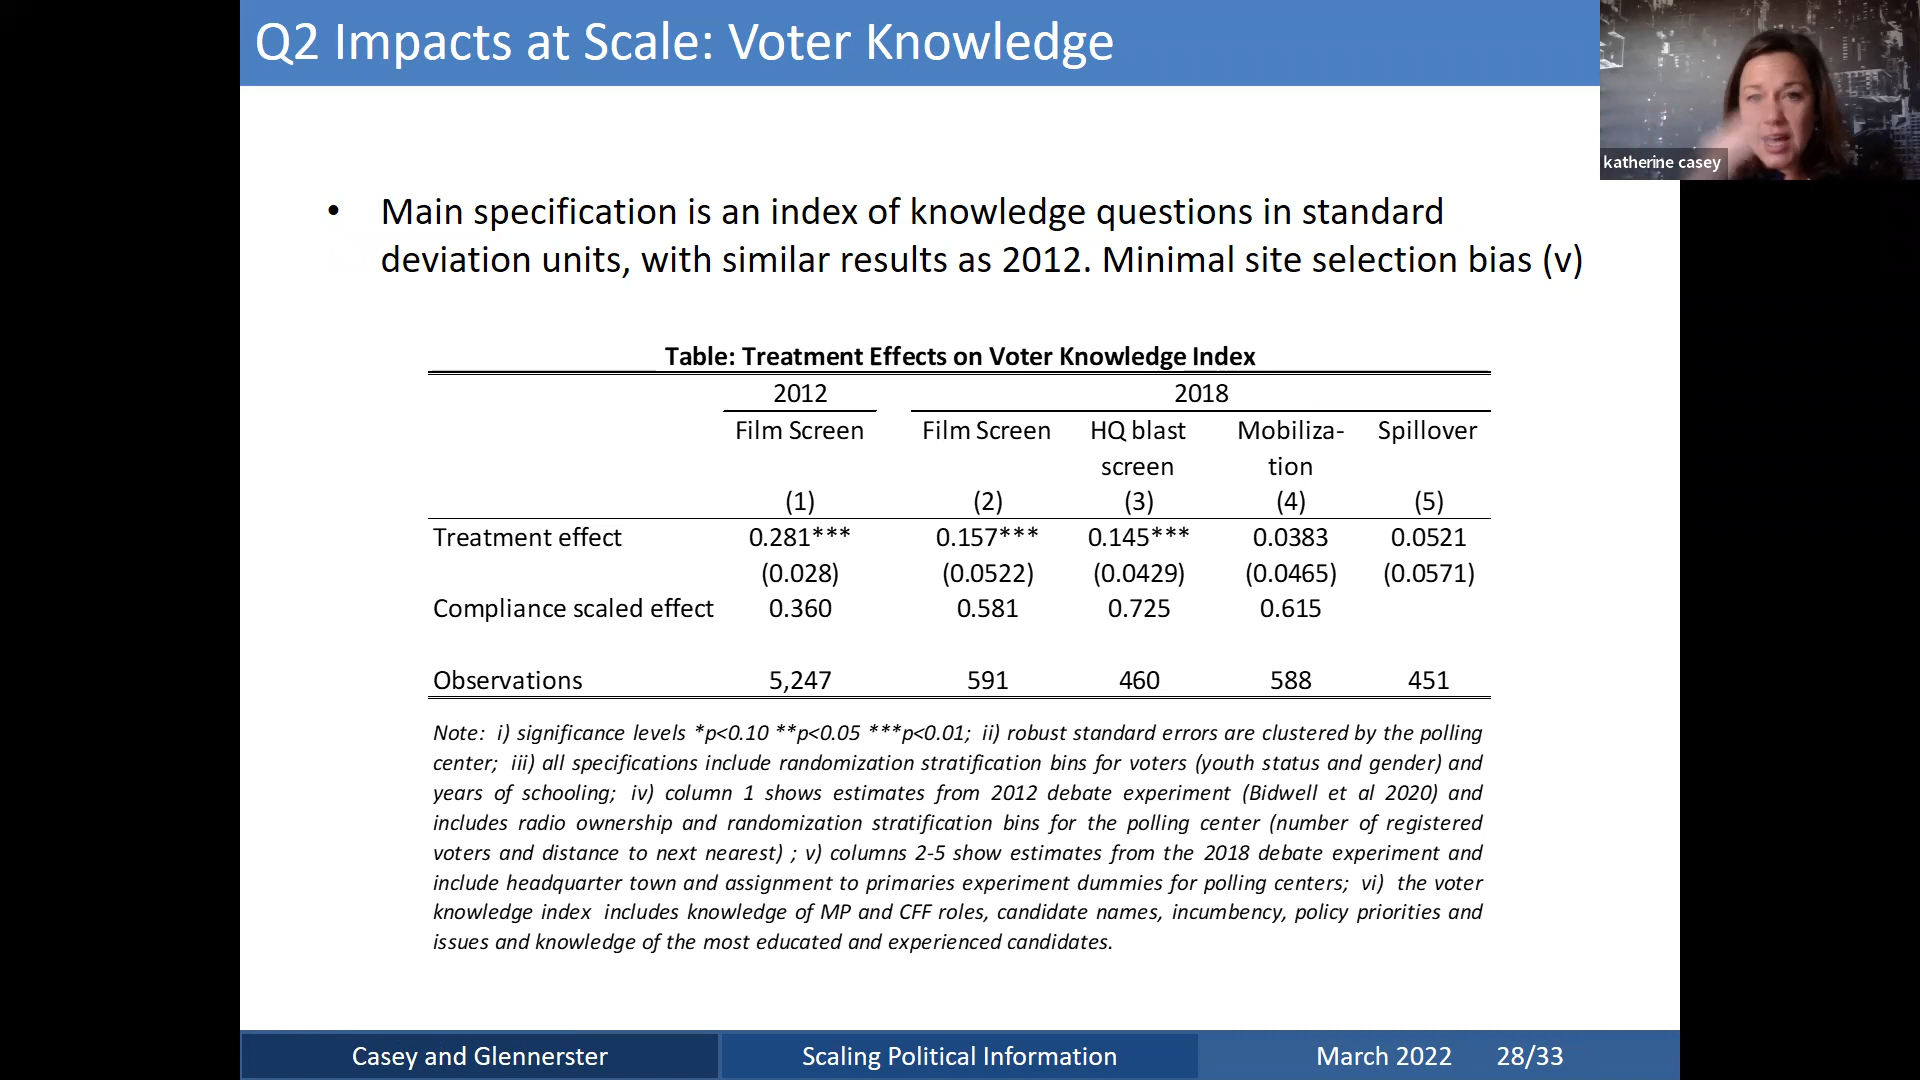 Q2 Impacts at Scale: Voter Knowledge
katherine casey
• Main specification is an index of knowledge questions in standard
deviation units, with similar results as 2012. Minimal site selection bias (v)
Table: Treatment Effects on Voter Knowledge Index
2012 2018
Film Screen Film Screen HQ blast Mobiliza- Spillover
screen tion
(1) (2) (3) (4) (5)
Treatment effect 0.281*** 0.157*** 0.145*** 0.0383 0.0521
(0.028) (0.0522) (0.0429) (0.0465) (0.0571)
Compliance scaled effect 0.360 0.581 0.725 0.615
Observations 5,247 591 460 588 451
Note: i) significance levels *p<0.10 **p<0.05 ***p<0.01; ii) robust standard errors are clustered by the polling
center; iii) all specifications include randomization stratification bins for voters (youth status and gender) and
years of schooling; iv) column 1 shows estimates from 2012 debate experiment (Bidwell et al 2020) and
includes radio ownership and randomization stratification bins for the polling center (number of registered
voters and distance to next nearest) ; v) columns 2-5 show estimates from the 2018 debate experiment and
include headquarter town and assignment to primaries experiment dummies for polling centers; vi) the voter
knowledge index includes knowledge of MP and CFF roles, candidate names, incumbency, policy priorities and
issues and knowledge of the most educated and experienced candidates.
Casey and Glennerster Scaling Political Information March 2022 28/33